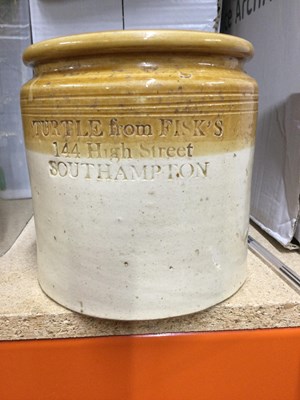 TURTLE from FISK'S
144 High Street
SOUTHAMPTON